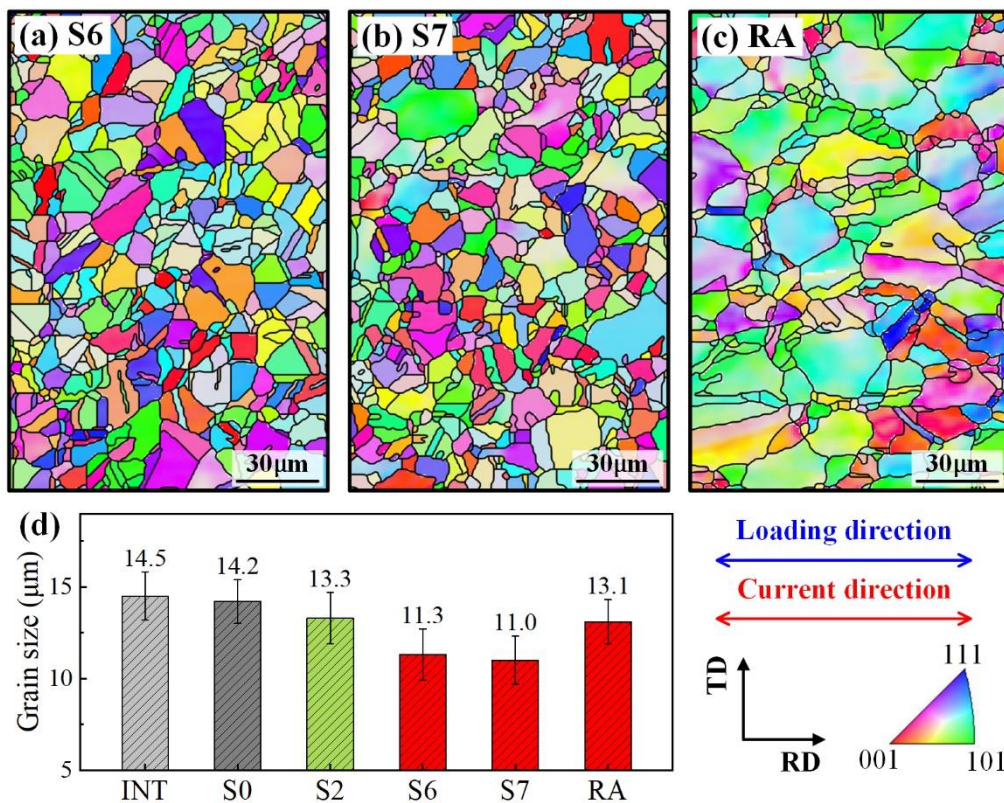 (a) S6
(b) S7
(c) RA
30μm
30μm
30μm
(d)
Grain size (μm)
15
10
5
14.5
14.2
13.3
11.3
11.0
13.1
INT
S0
S2
S6
S7
RA
Loading direction
Current direction
TD
RD
111
001
101